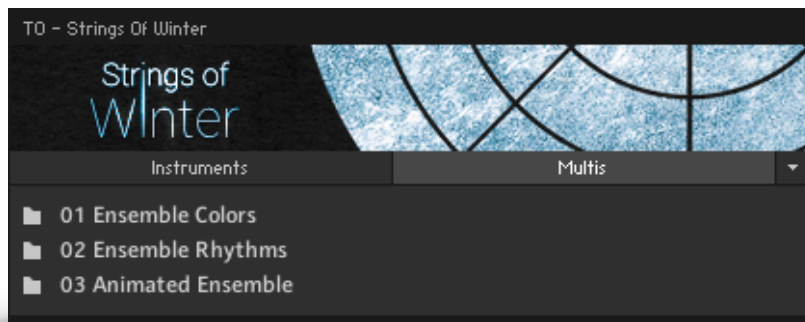 TO - Strings Of Winter
Strings of
WInter
Instruments
Multis
01 Ensemble Colors
02 Ensemble Rhythms
03 Animated Ensemble